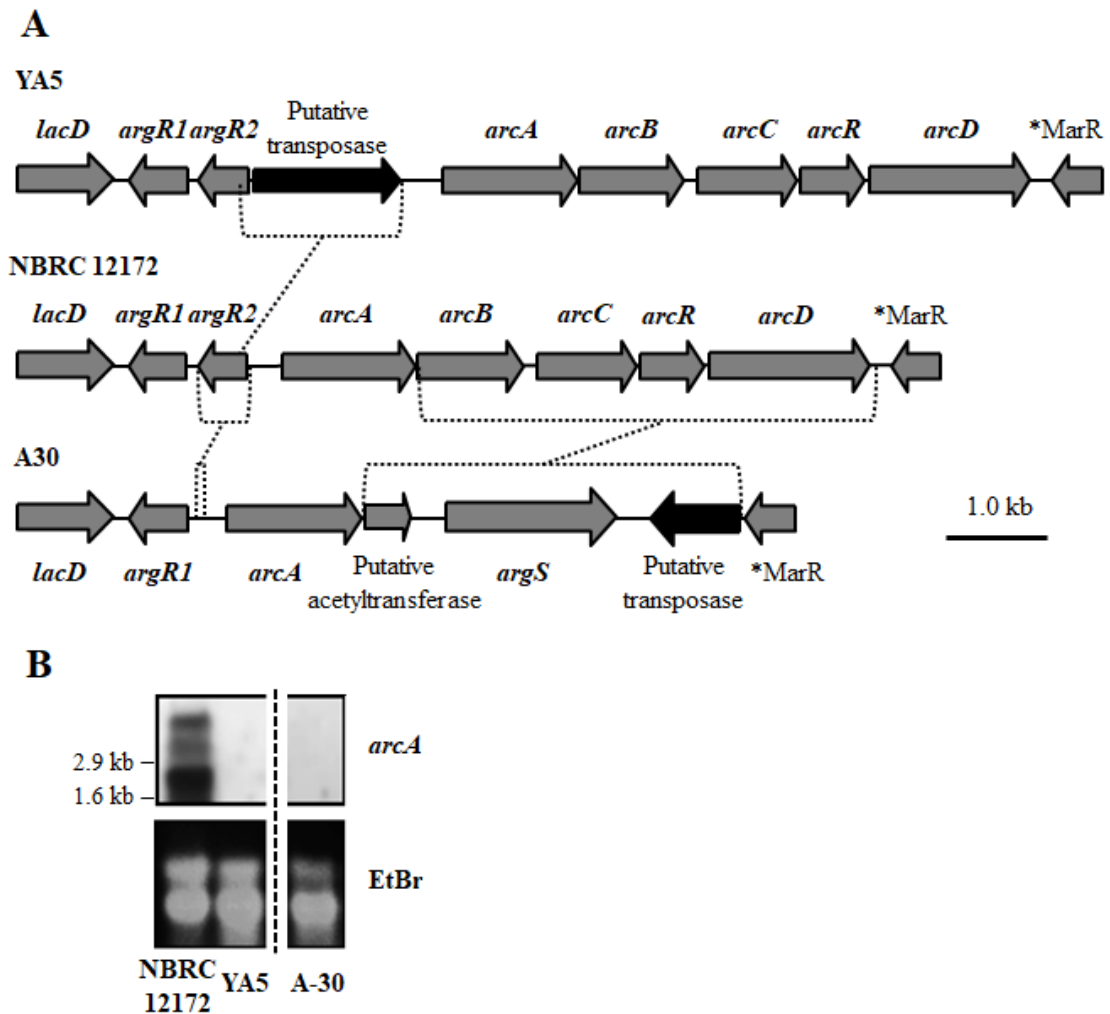 A
YA5
lacD argR1 argR2 Putative transposase arcA arcB arcC arcR arcD *MarR
NBRC 12172
lacD argR1 argR2 arcA arcB arcC arcR arcD *MarR
A30
1.0 kb
lacD argR1 arcA Putative acetyltransferase argS Putative transposase *MarR
B
arcA
2.9 kb
1.6 kb
EtBr
NBRC 12172 YA5 A-30